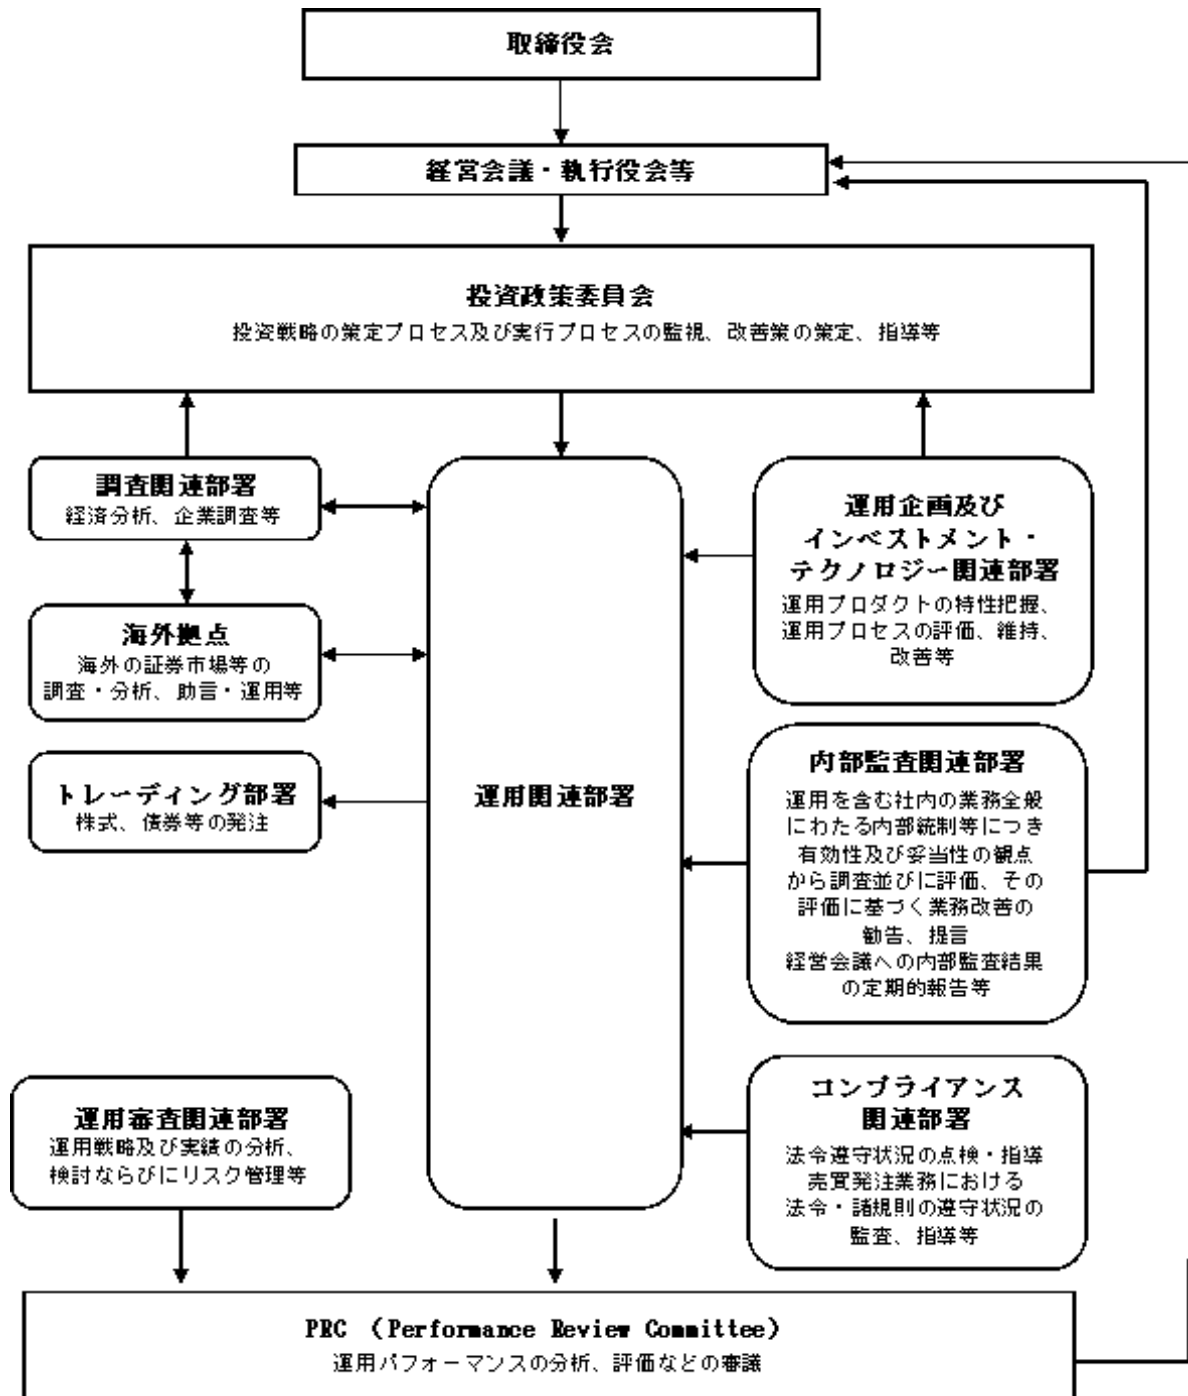 取締役会
経営会議・執行役会等
投資政策委員会
投資戦略の策定プロセス及び実行プロセスの監視、改善策の策定、指導等
調査関連部署
経済分析、企業調査等
海外拠点
海外の証券市場等の
調査・分析、助言・運用等
トレーディング部署
株式、債券等の発注
運用審査関連部署
運用戦略及び実績の分析、
検討ならびにリスク管理等
運用関連部署
運用企画及び
インベストメント・
テクノロジー関連部署
運用プロダクトの特性把握、
運用プロセスの評価、維持、
改善等
内部監査関連部署
運用を含む社内の業務全般
にわたる内部統制等につき
有効性及び妥当性の観点
から調査並びに評価、その
評価に基づく業務改善の
勧告、提言
経営会議への内部監査結果
の定期的報告等
コンプライアンス
関連部署
法令遵守状況の点検・指導
売買発注業務における
法令・諸規則の遵守状況の
監査、指導等
PRC (Performance Review Committee)
運用パフォーマンスの分析、評価などの審議